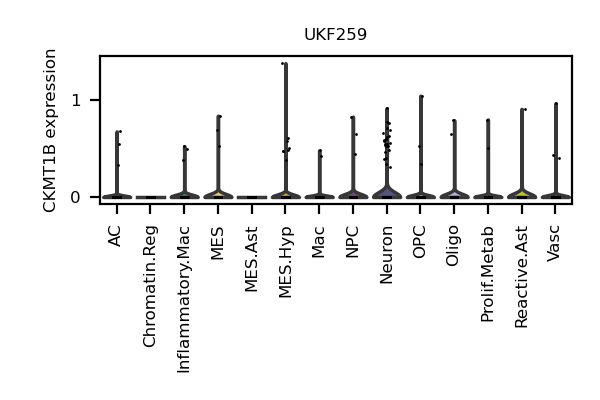 UKF259
CKMT1B expression
1
0
AC
Chromatin.Reg
Inflammatory.Mac
MES
MES.Ast
MES.Hyp
Mac
NPC
Neuron
OPC
Oligo
Prolif.Metab
Reactive.Ast
Vasc